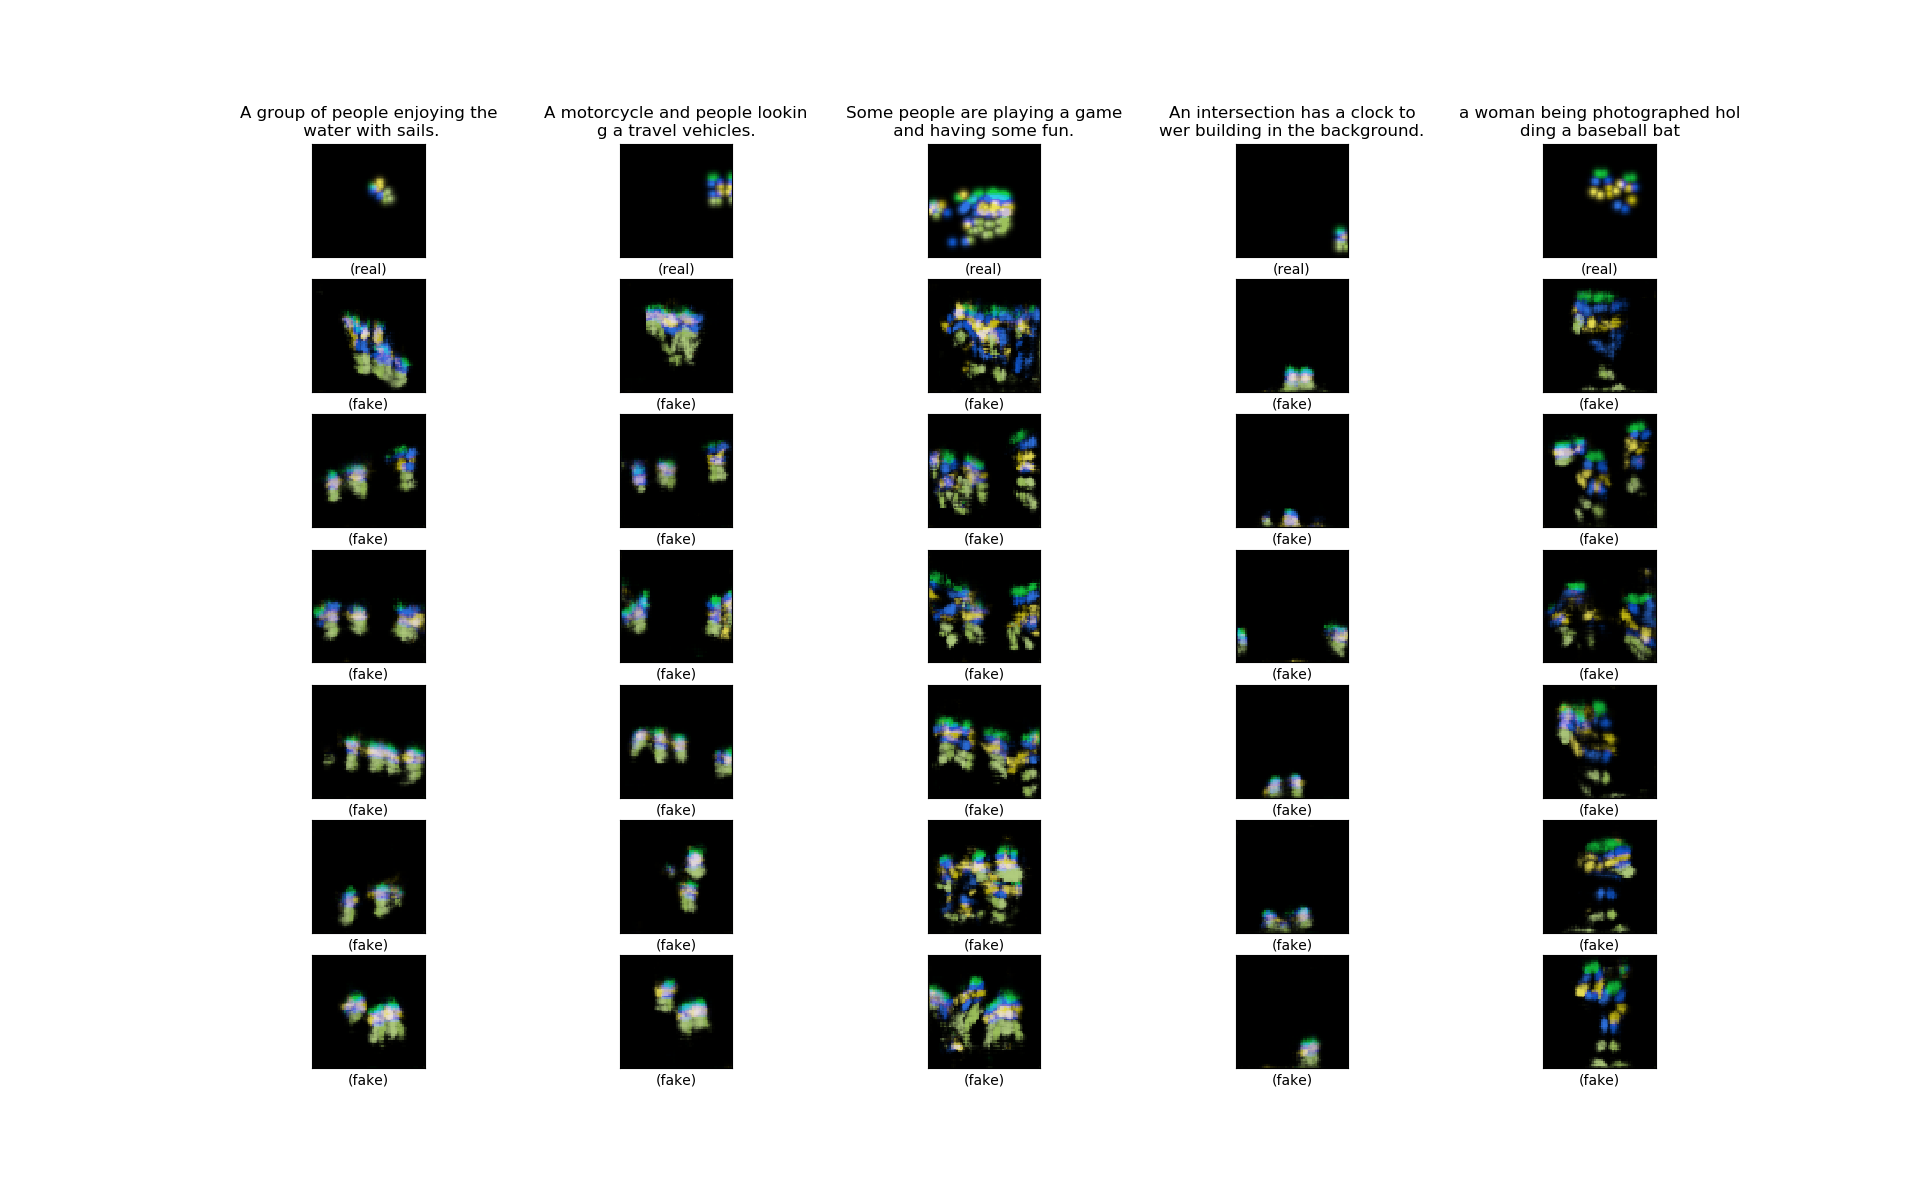 A group of people enjoying the
water with sails.
A motorcycle and people lookin
g a travel vehicles.
Some people are playing a game
and having some fun.
An intersection has a clock to
wer building in the background.
a woman being photographed hol
ding a baseball bat
(real) (real) (real) (real) (real)
(fake) (fake) (fake) (fake) (fake)
(fake) (fake) (fake) (fake) (fake)
(fake) (fake) (fake) (fake) (fake)
(fake) (fake) (fake) (fake) (fake)
(fake) (fake) (fake) (fake) (fake)
(fake) (fake) (fake) (fake) (fake)